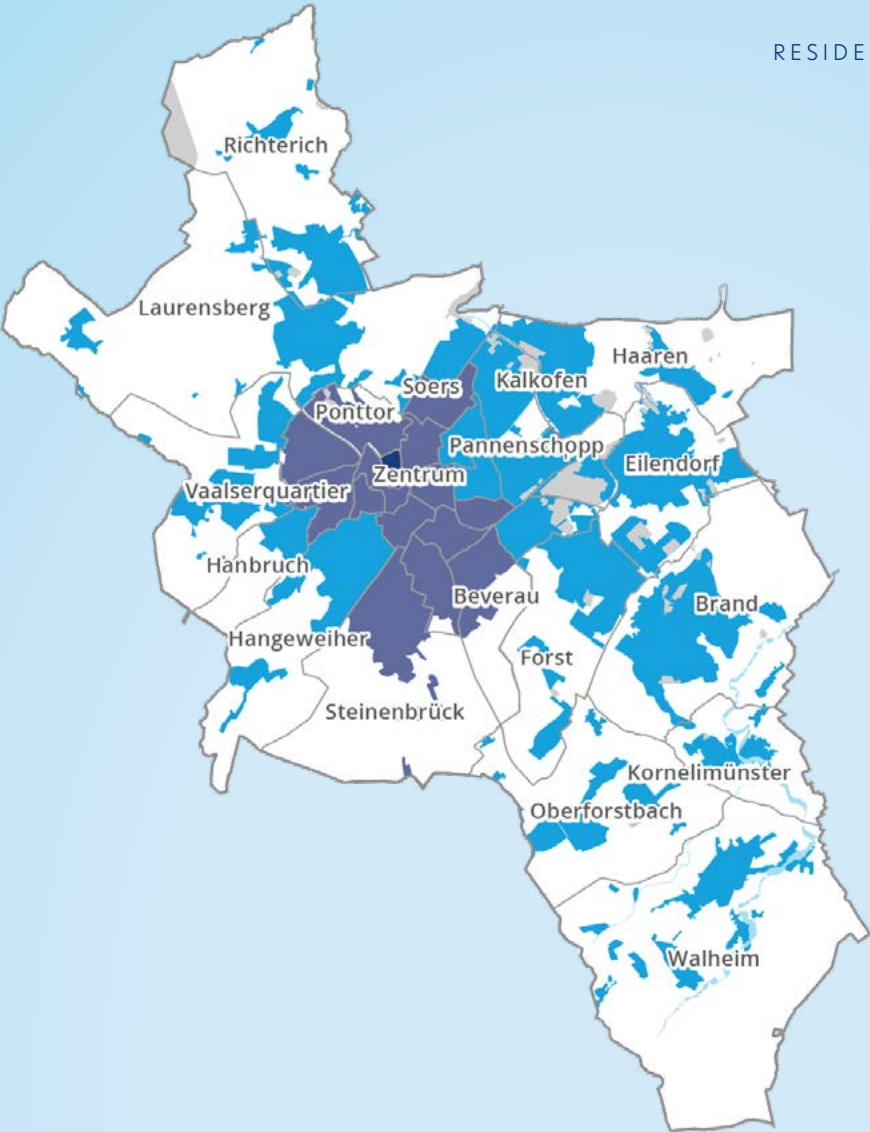 RESIDE
Richterich
Laurensberg
Haaren
Soers
Kalkofen
Ponttor
Pannenschopp
Zentrum
Eilendorf
Vaalserquartier
Hanbruch
Beverau
Brand
Hangeweiher
Forst
Steinenbrück
Kornelimünster
Oberforstbach
Walheim